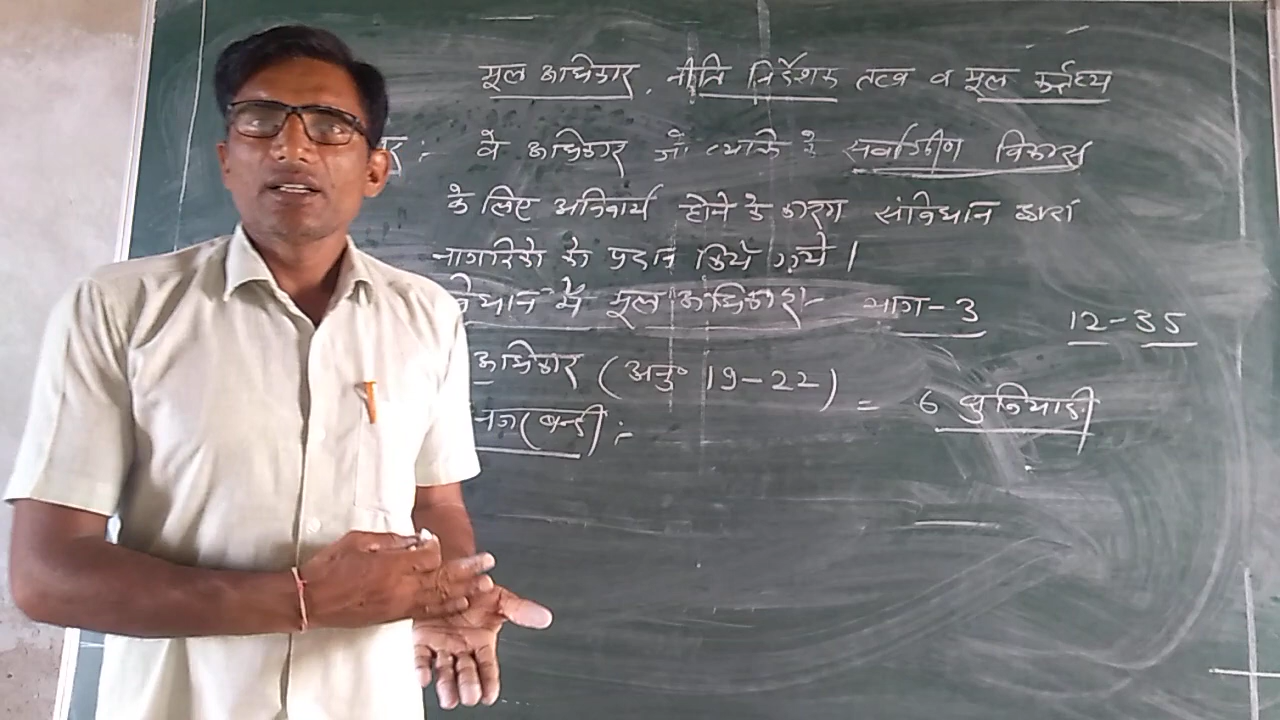 मूल अधिकार, नीति निर्देशक तत्व व मूल कर्तव्य
र :- वे अधिकार जो व्यक्ति के सर्वांगीण विकास
के लिए अनिवार्य होने के कारण संविधान द्वारा
नागरिकों को प्रदान किये गये।
विधान में मूल अधिकार :- भाग-3 12-35
अधिकार (अनु० 19-22) = 6 बुनियादी